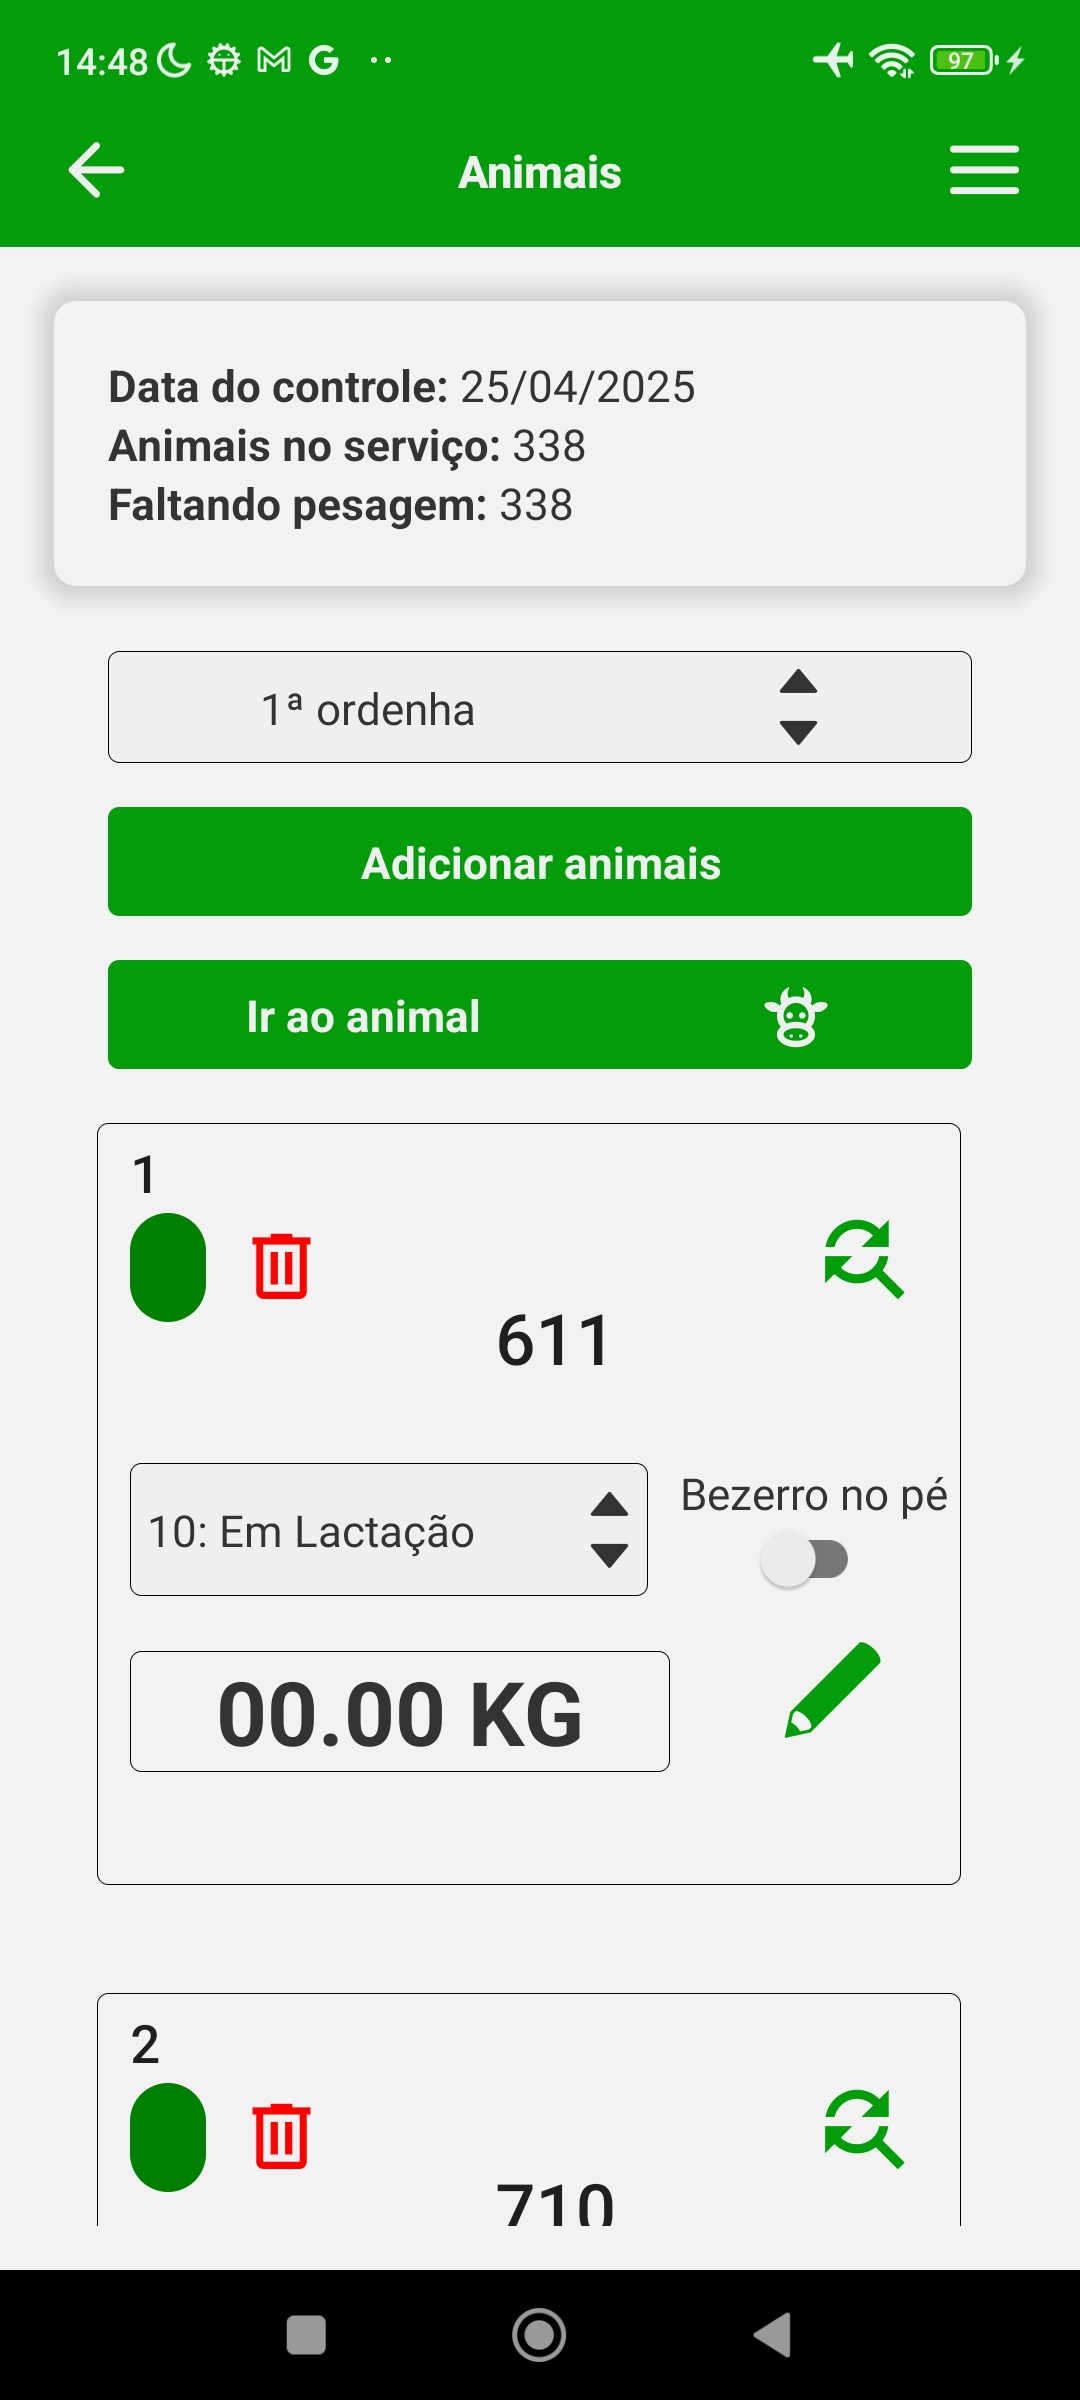 14:48
97
Animais
Data do controle: 25/04/2025
Animais no serviço: 338
Faltando pesagem: 338
1ª ordenha
Adicionar animais
Ir ao animal
1
611
10: Em Lactação
Bezerro no pé
00.00 KG
2
710